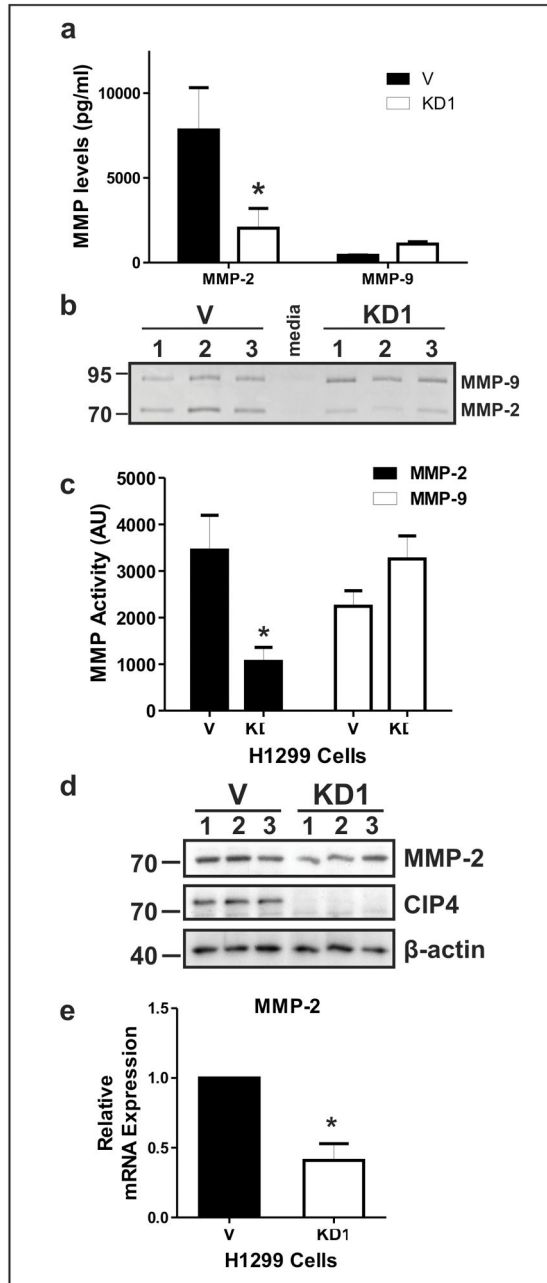 a
MMP levels (pg/ml)
10000
5000
0
V
KD1
*
MMP-2 MMP-9
b
V media KD1
1 2 3 1 2 3
95 MMP-9
70 MMP-2
c
MMP Activity (AU)
5000
4000
3000
2000
1000
0
MMP-2
MMP-9
*
V KD V KD
H1299 Cells
d
V KD1
1 2 3 1 2 3
70 MMP-2
70 CIP4
40 β-actin
e
MMP-2
Relative
mRNA Expression
1.5
1.0
0.5
0.0
*
V KD1
H1299 Cells